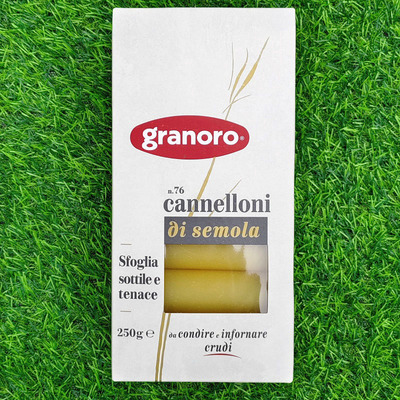 granoro®
n.76
cannelloni
di semola
Sfoglia
sottile e
tenace
250g ℮
da condire e infornare
crudi